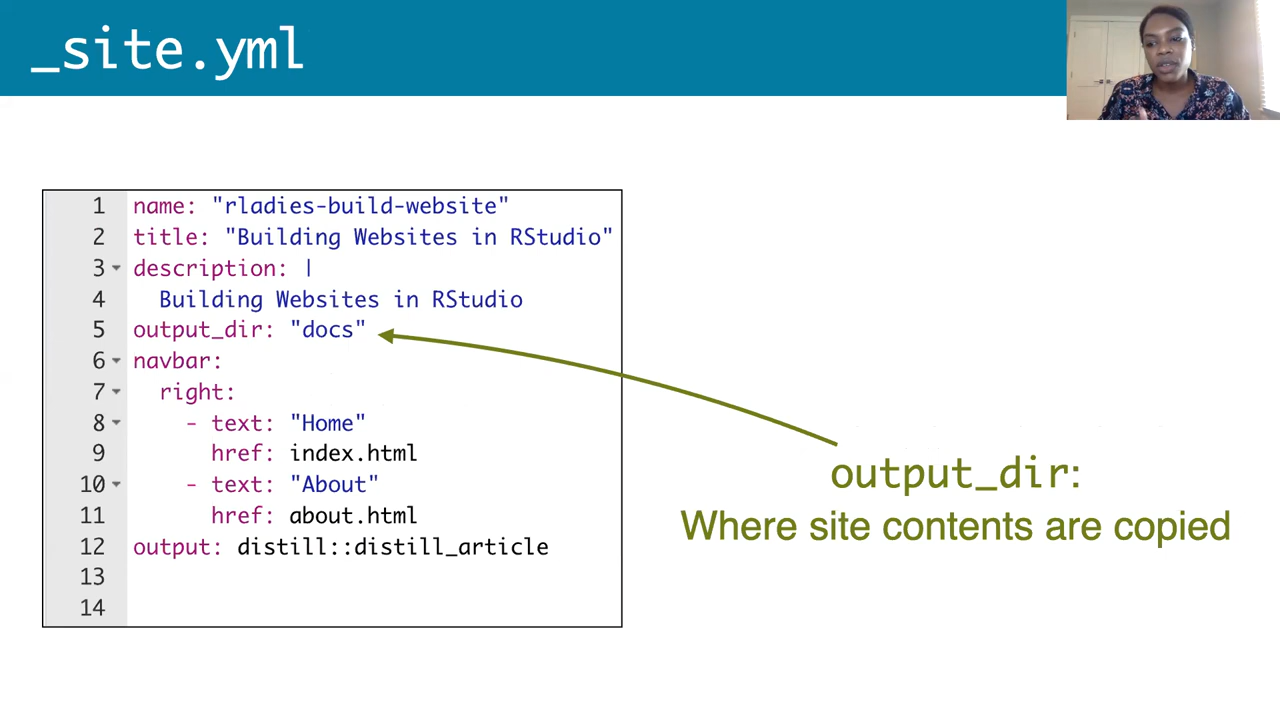 _site.yml
1 name: "rladies-build-website"
2 title: "Building Websites in RStudio"
3 description: |
4 Building Websites in RStudio
5 output_dir: "docs"
6 navbar:
7 right:
8 - text: "Home"
9 href: index.html
10 - text: "About"
11 href: about.html
12 output: distill::distill_article
13
14
output_dir:
Where site contents are copied